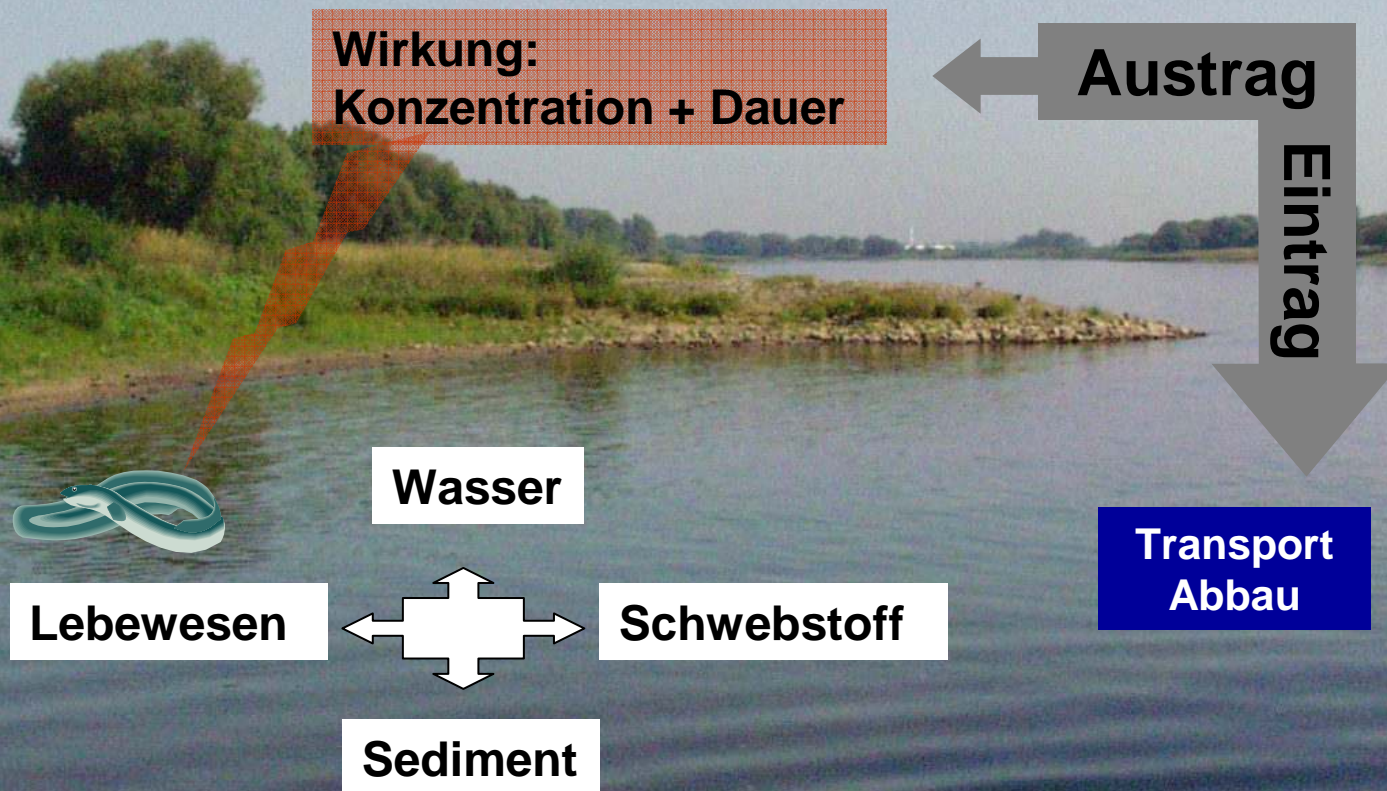 Wirkung:
Konzentration + Dauer
Austrag
Eintrag
Wasser
Transport
Abbau
Lebewesen
Schwebstoff
Sediment